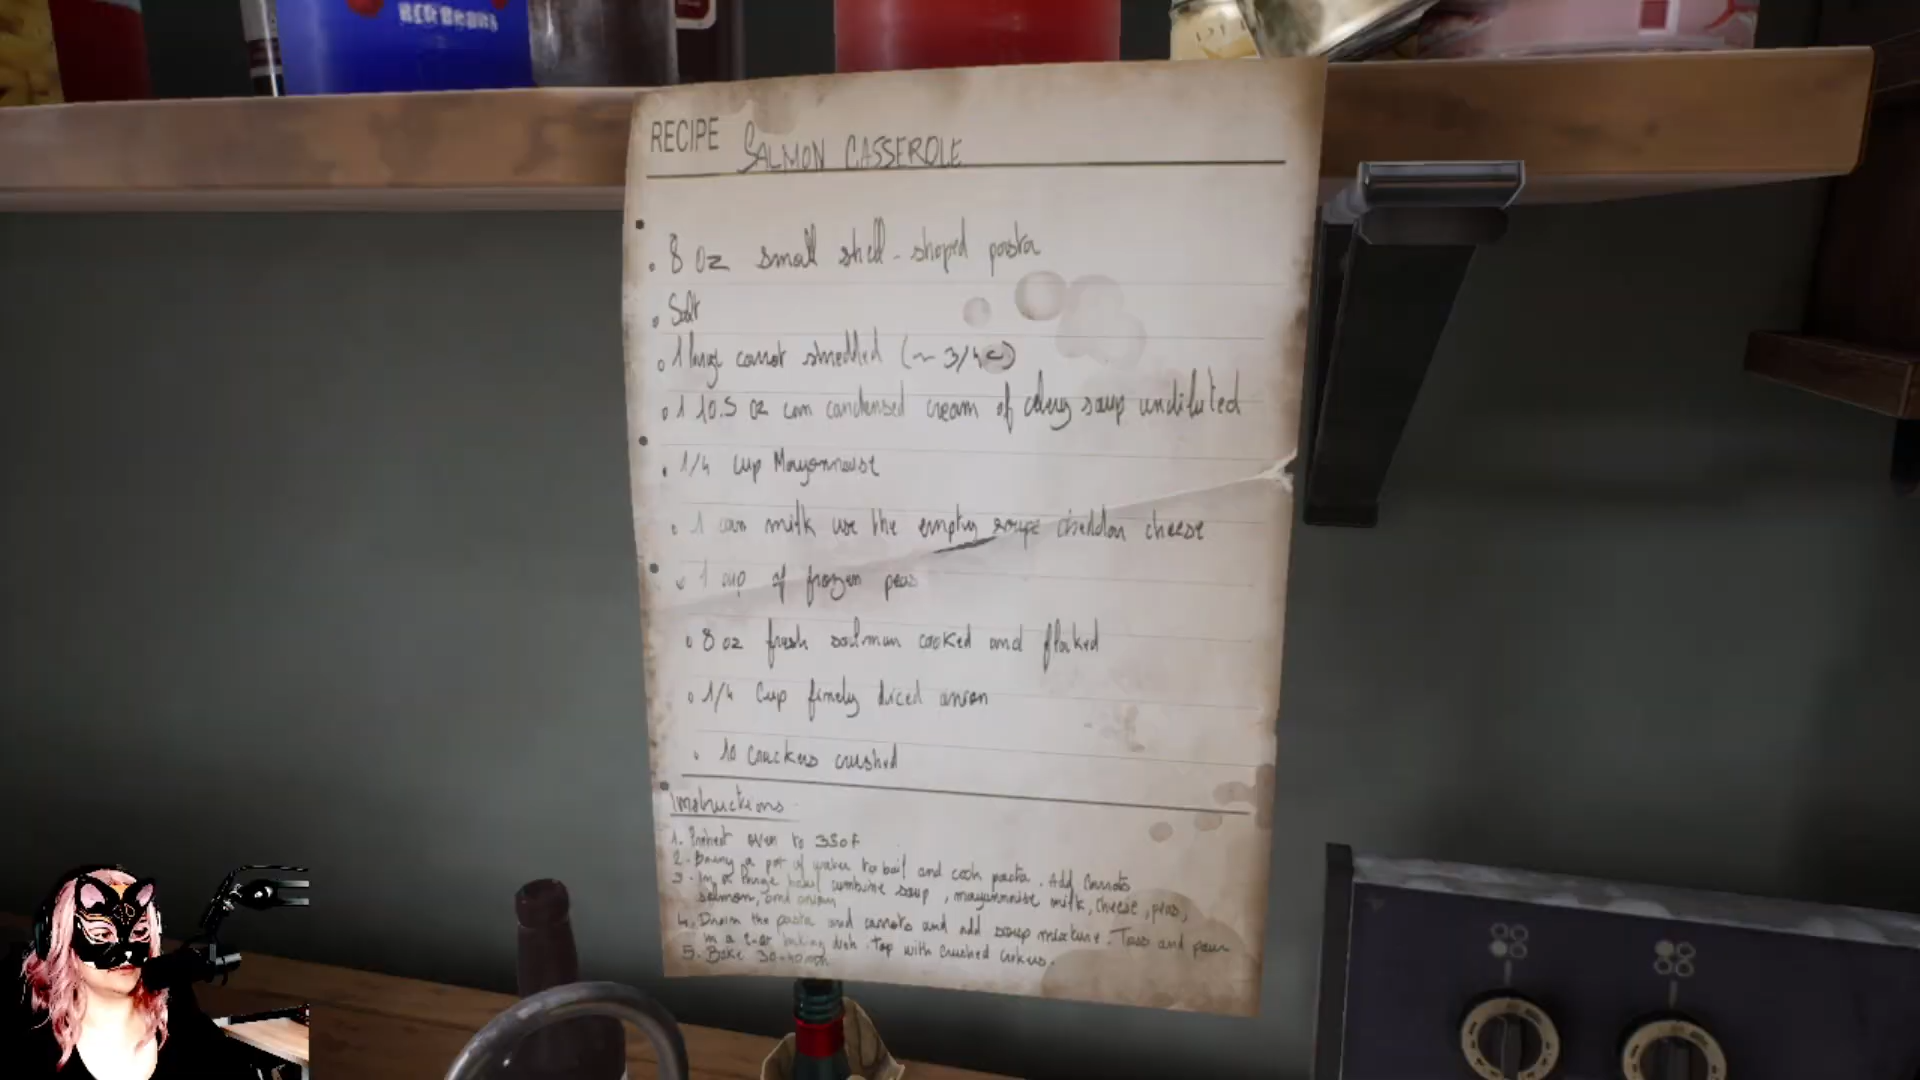 RECIPE SALMON CASSEROLE
8 Oz small shell-shaped pasta
Salt
1 large carrot shredded (~ 3/4 c)
1 10.5 oz can condensed cream of celery soup undiluted
1/4 cup Mayonnaise
1 can milk use the empty soupe cheddar cheese
1 cup of frozen peas
8 oz fresh salmon cooked and flaked
1/4 Cup finely diced onion
10 Crackers crushed
Instructions
1. Preheat oven to 350F
2. Bring a pot of water to boil and cook pasta. Add Carrots
3. In a large bowl combine soup, mayonnaise milk, cheese, peas,
salmon, and onion
4. Drain the pasta and carrots and add soup mixture. Toss and pour
in a baking dish. top with crushed
5. Bake 30-40